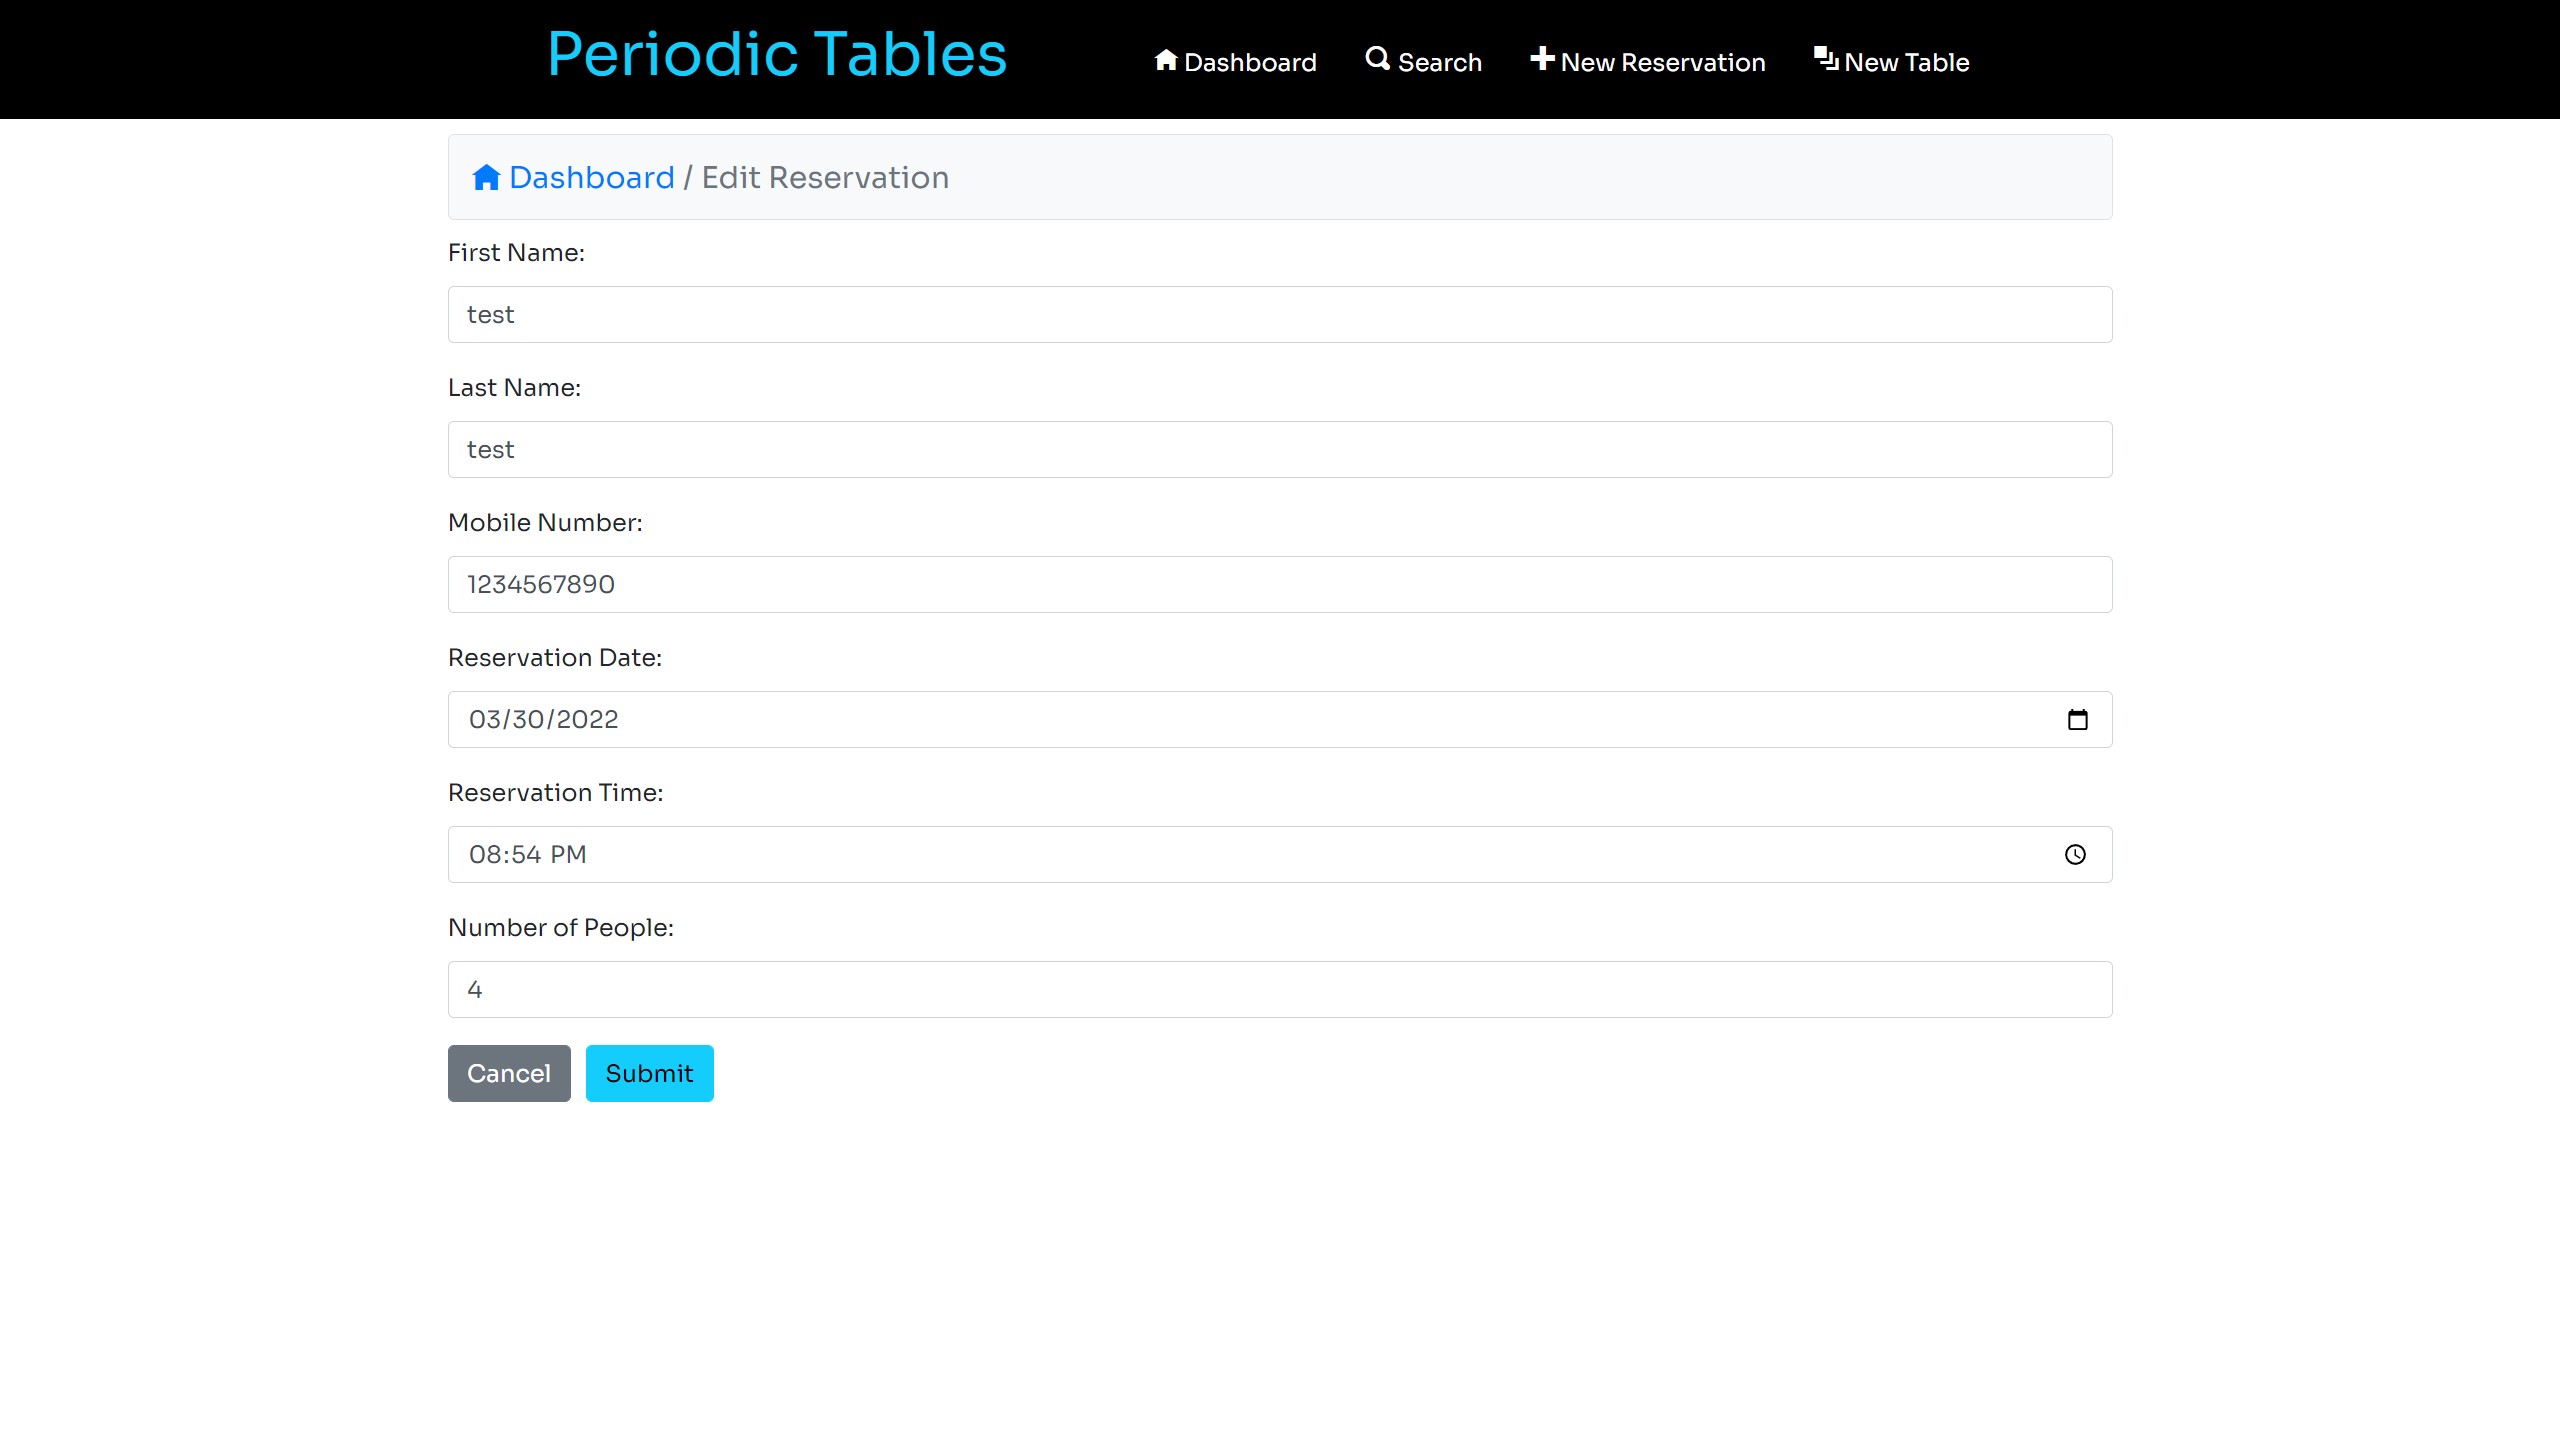 Periodic Tables
Dashboard Search New Reservation New Table
Dashboard / Edit Reservation
First Name:
test
Last Name:
test
Mobile Number:
1234567890
Reservation Date:
03/30/2022
Reservation Time:
08:54 PM
Number of People:
4
Cancel Submit